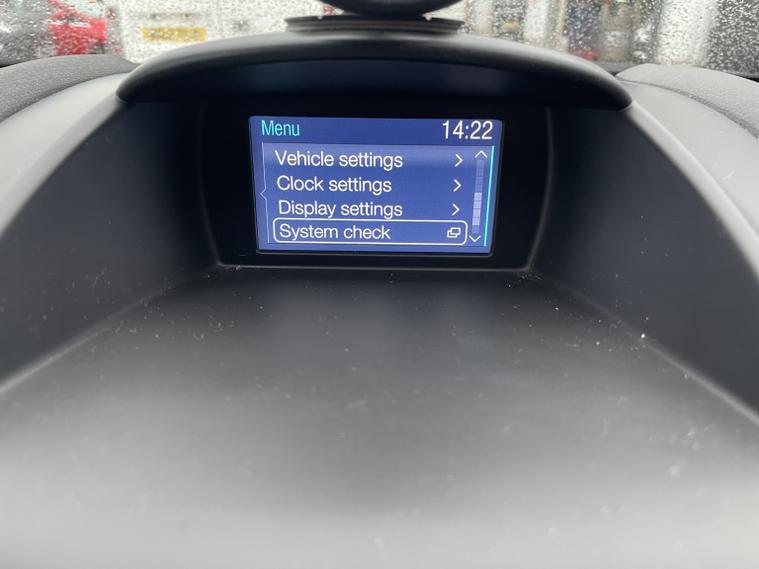 Menu 14:22
Vehicle settings
Clock settings
Display settings
System check